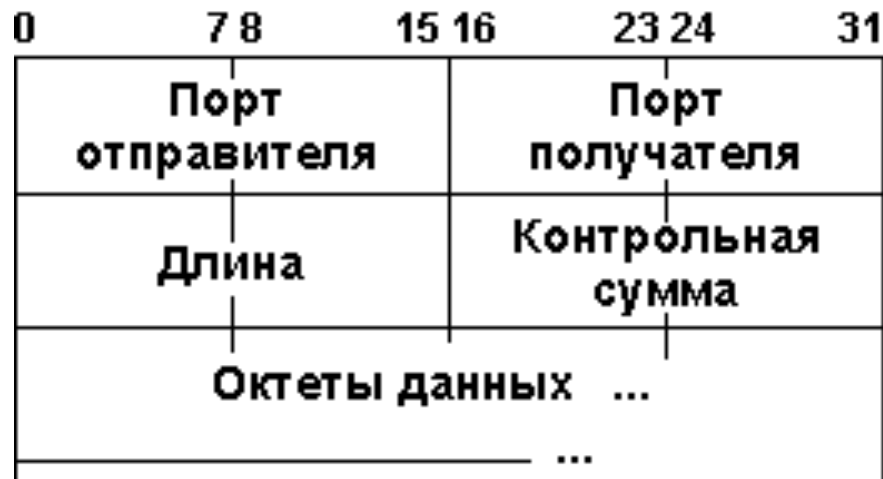 0 7 8 15 16 23 24 31
Порт Порт
отправителя получателя
Длина Контрольная
сумма
Октеты данных ...
...